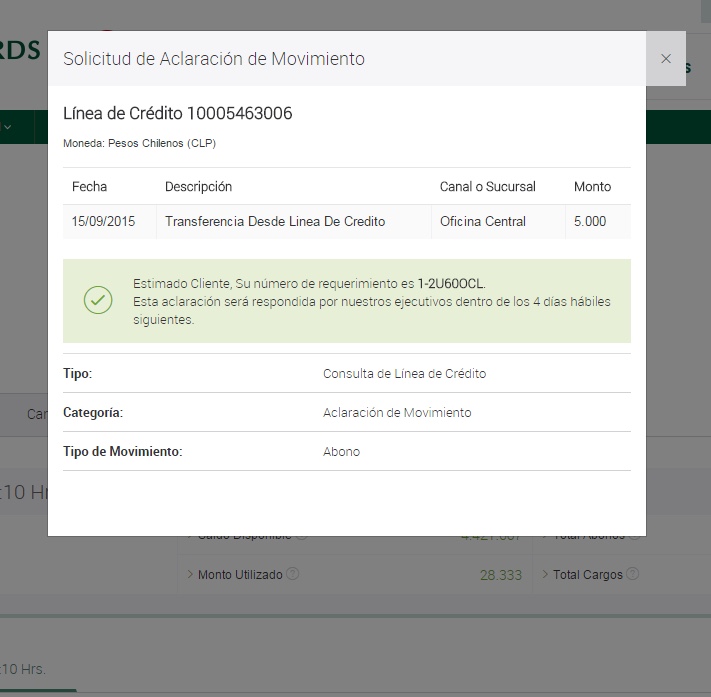 RDS
Solicitud de Aclaración de Movimiento
Línea de Crédito 10005463006
Moneda: Pesos Chilenos (CLP)
Fecha Descripción Canal o Sucursal Monto
15/09/2015 Transferencia Desde Linea De Credito Oficina Central 5.000
Estimado Cliente, Su número de requerimiento es 1-2U60OCL.
Esta aclaración será respondida por nuestros ejecutivos dentro de los 4 días hábiles
siguientes.
Tipo: Consulta de Línea de Crédito
Categoría: Aclaración de Movimiento
Tipo de Movimiento: Abono
:10 Hr
Saldo Disponible Total Abonos
Monto Utilizado 28.333 Total Cargos
:10 Hrs.